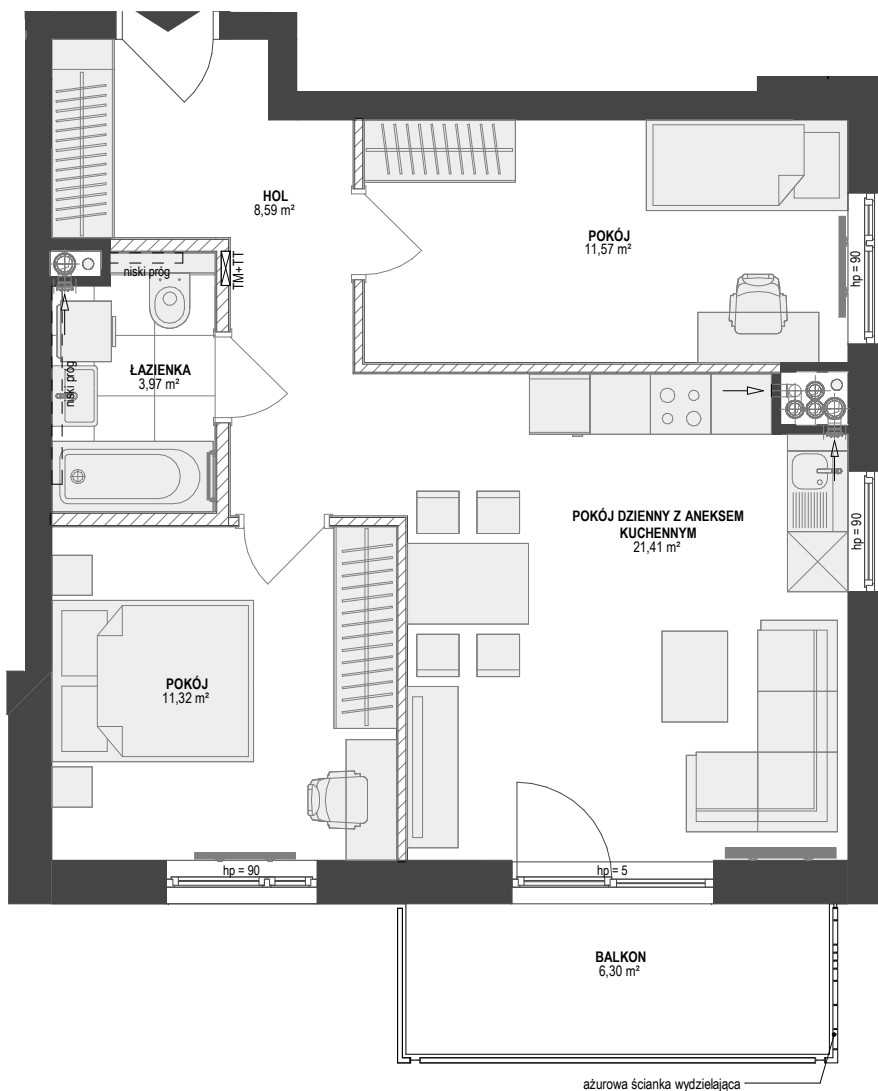 HOL
8,59 m²
POKÓJ
11,57 m²
hp = 90
niski próg
TM+TT
ŁAZIENKA
3,97 m²
niski próg
POKÓJ DZIENNY Z ANEKSEM
KUCHENNYM
21,41 m²
hp = 90
POKÓJ
11,32 m²
hp = 90
hp = 5
BALKON
6,30 m²
ażurowa ścianka wydzielająca